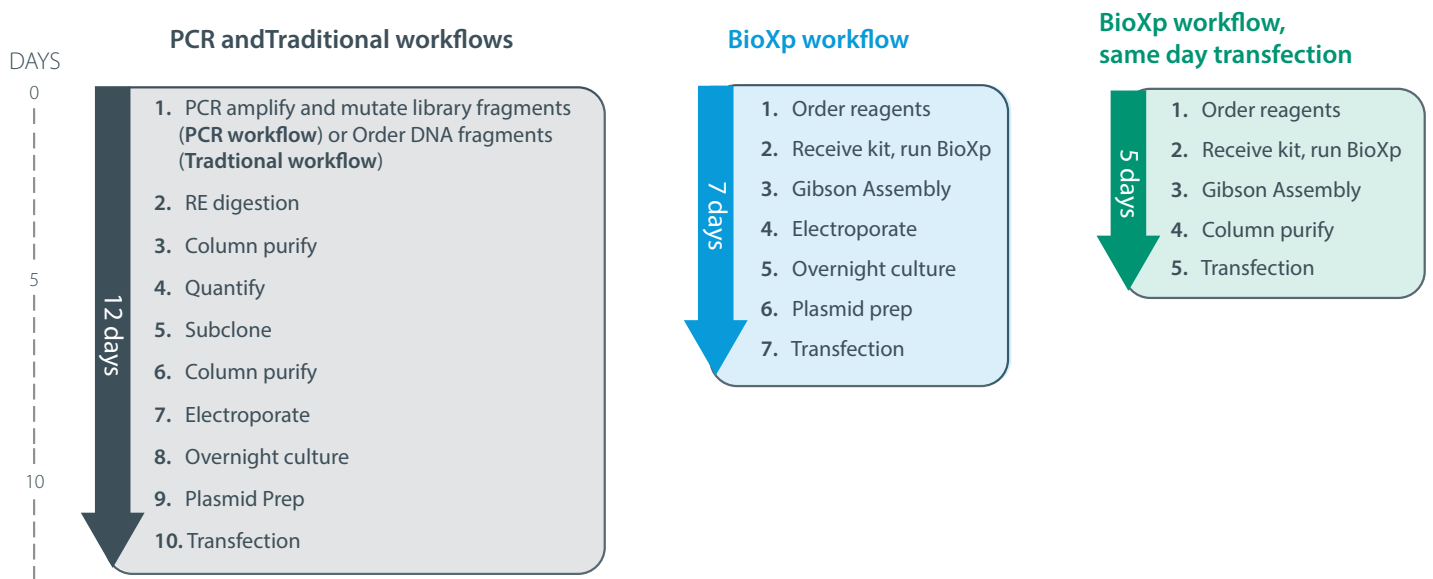 DAYS
0
5
10
PCR andTraditional workflows
12 days
1. PCR amplify and mutate library fragments
(PCR workflow) or Order DNA fragments
(Tradtional workflow)
2. RE digestion
3. Column purify
4. Quantify
5. Subclone
6. Column purify
7. Electroporate
8. Overnight culture
9. Plasmid Prep
10. Transfection
BioXp workflow
7 days
1. Order reagents
2. Receive kit, run BioXp
3. Gibson Assembly
4. Electroporate
5. Overnight culture
6. Plasmid prep
7. Transfection
BioXp workflow,
same day transfection
5 days
1. Order reagents
2. Receive kit, run BioXp
3. Gibson Assembly
4. Column purify
5. Transfection